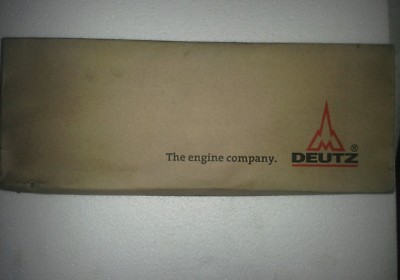 The engine company.
DEUTZ®